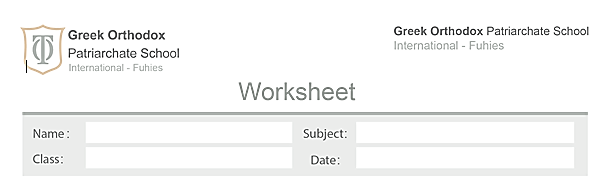 Greek Orthodox
Patriarchate School
International - Fuhies
Greek Orthodox Patriarchate School
International - Fuhies
Worksheet
Name: Subject:
Class: Date: